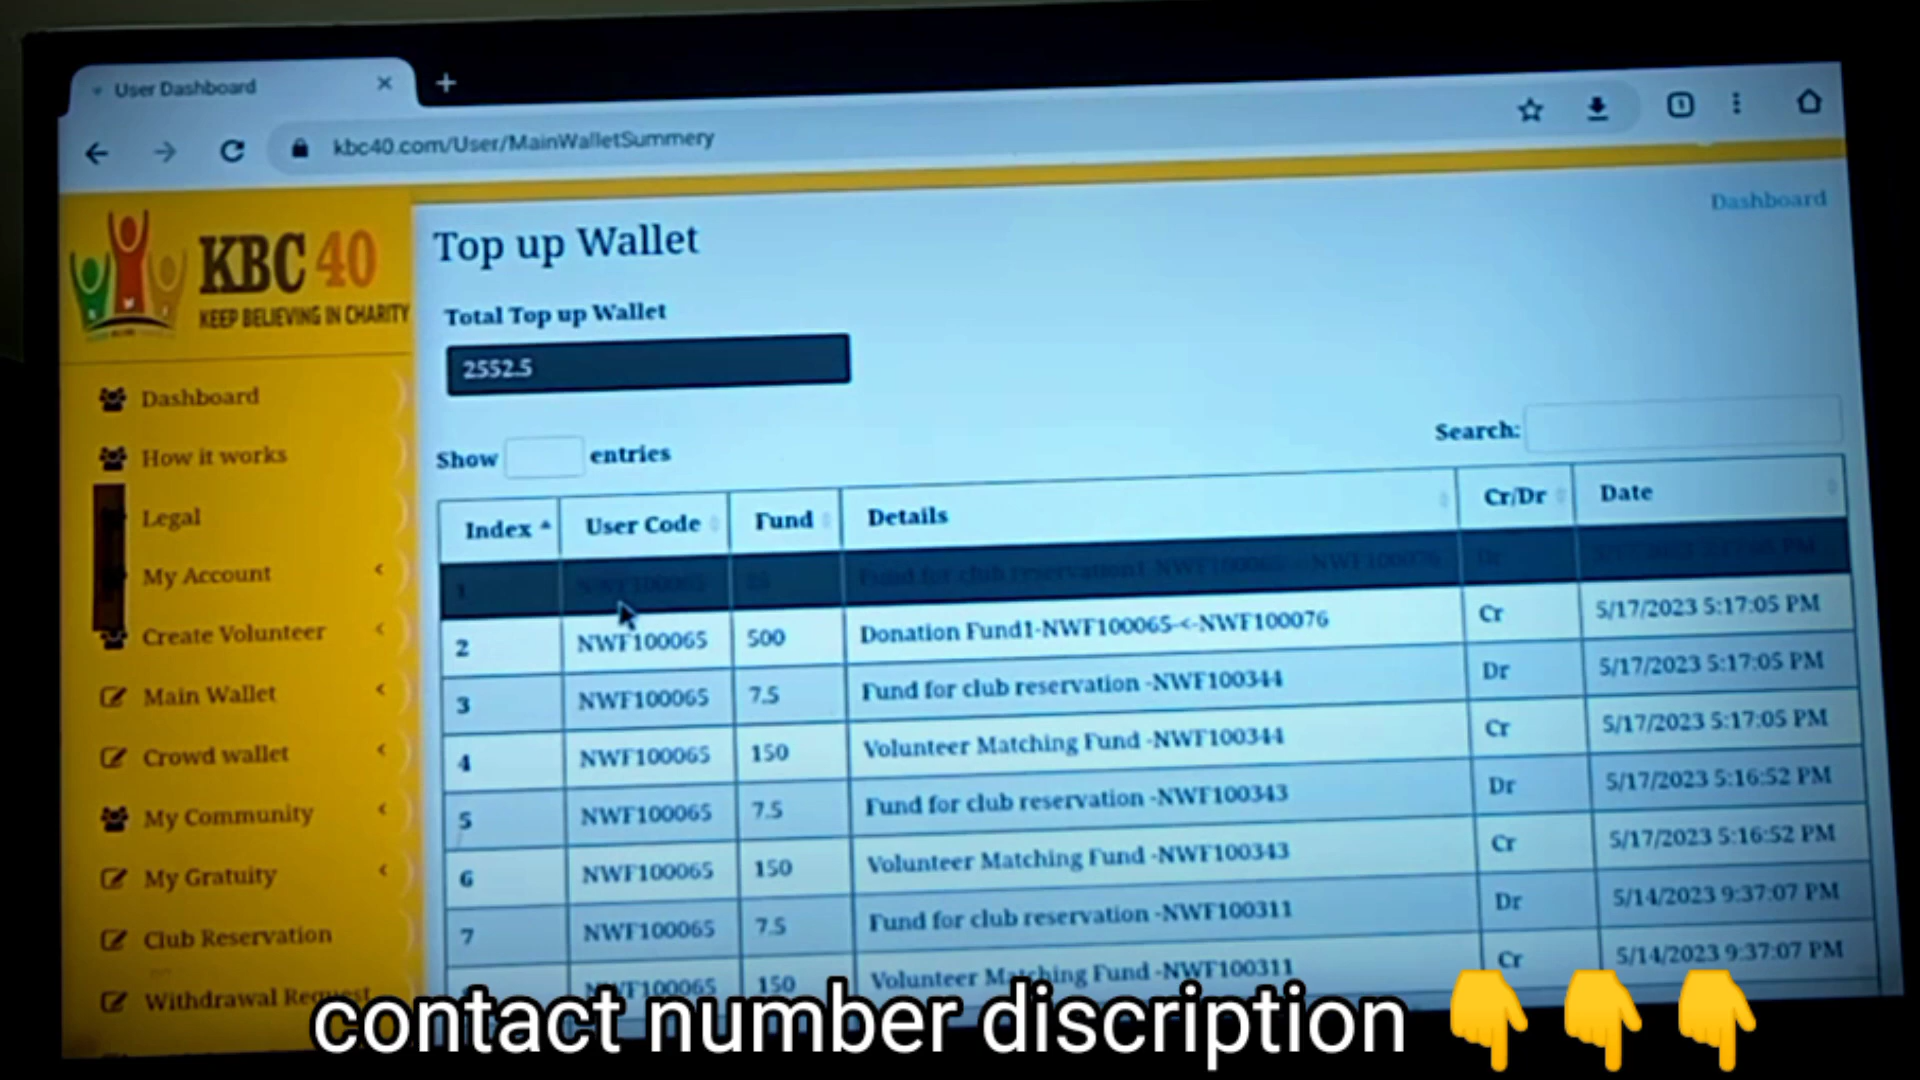 User Dashboard
kbc40.com/User/MainWalletSummery
Dashboard
KBC 40
KEEP BELIEVING IN CHARITY
Top up Wallet
Total Top up Wallet
2552.5
Show entries
Search:
Dashboard
How it works
Legal
My Account
Create Volunteer
Main Wallet
Crowd wallet
My Community
My Gratuity
Club Reservation
Withdrawal Request
Index User Code Fund Details Cr/Dr Date
1 NWF100065
2 NWF100065 500 Donation Fund1-NWF100065-<-NWF100076 Cr 5/17/2023 5:17:05 PM
3 NWF100065 7.5 Fund for club reservation -NWF100344 Dr 5/17/2023 5:17:05 PM
4 NWF100065 150 Volunteer Matching Fund -NWF100344 Cr 5/17/2023 5:17:05 PM
5 NWF100065 7.5 Fund for club reservation -NWF100343 Dr 5/17/2023 5:16:52 PM
6 NWF100065 150 Volunteer Matching Fund -NWF100343 Cr 5/17/2023 5:16:52 PM
7 NWF100065 7.5 Fund for club reservation -NWF100311 Dr 5/14/2023 9:37:07 PM
NWF100065 150 Volunteer Matching Fund -NWF100311 Cr 5/14/2023 9:37:07 PM
contact number discription 👇👇👇